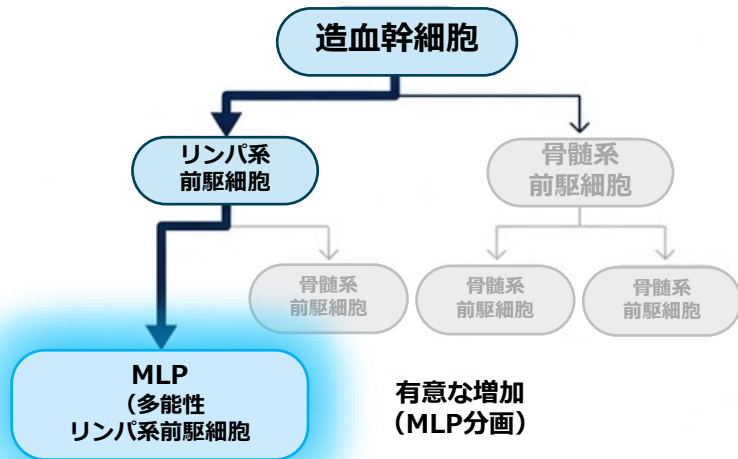 造血幹細胞
リンパ系
前駆細胞
骨髄系
前駆細胞
骨髄系
前駆細胞
骨髄系
前駆細胞
骨髄系
前駆細胞
MLP
（多能性
リンパ系前駆細胞
有意な増加
（MLP分画）